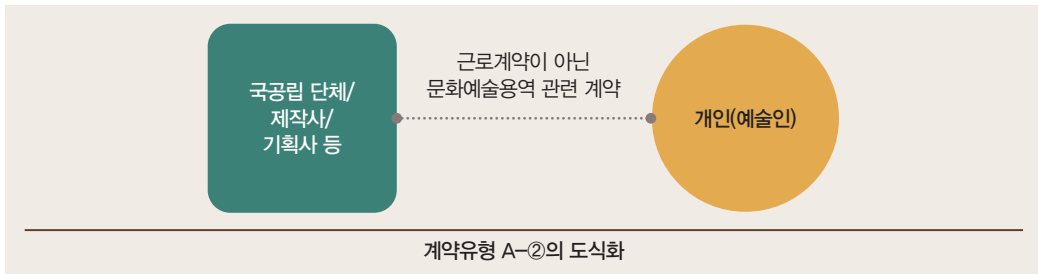 국공립 단체/
제작사/
기획사 등
근로계약이 아닌
문화예술용역 관련 계약
개인(예술인)
계약유형 A-②의 도식화